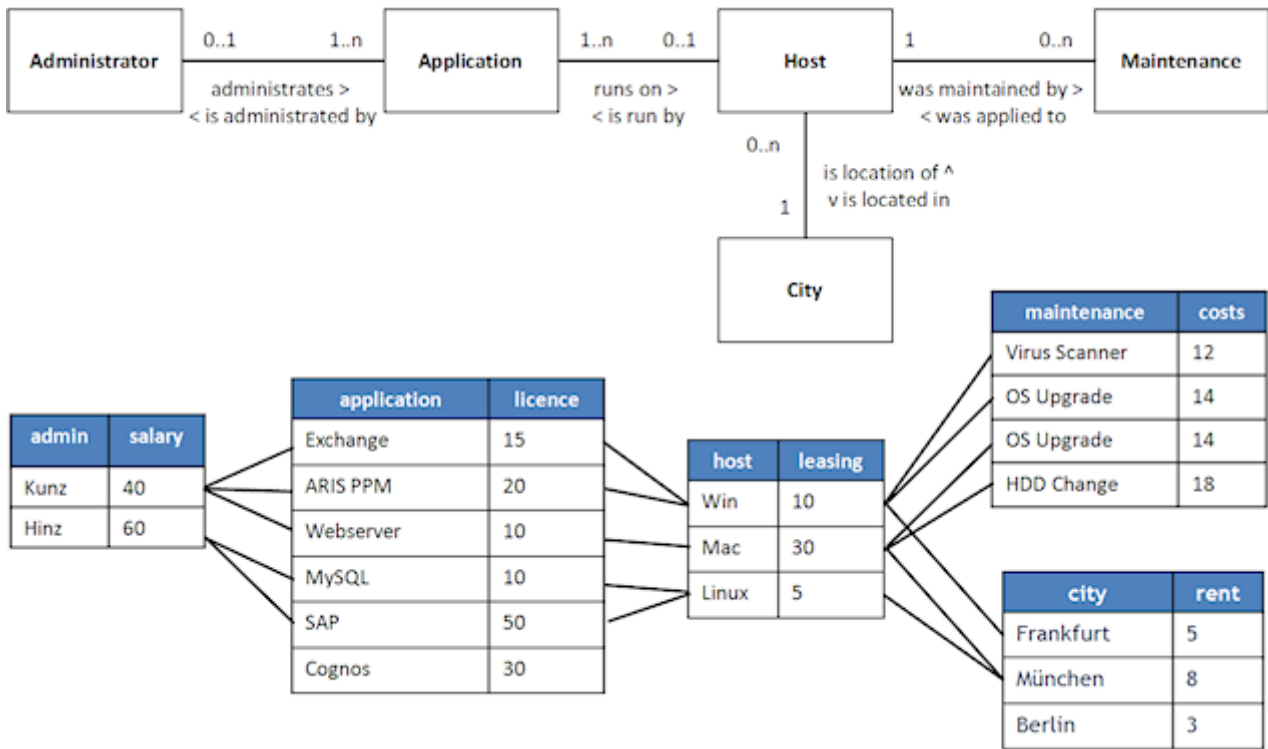 0..1 1..n 1..n 0..1 1 0..n
Administrator Application Host Maintenance
administrates > runs on > was maintained by >
< is administrated by < is run by < was applied to
0..n
is location of ^
v is located in
1
City
maintenance costs
Virus Scanner 12
OS Upgrade 14
OS Upgrade 14
HDD Change 18
application licence
Exchange 15
ARIS PPM 20
Webserver 10
MySQL 10
SAP 50
Cognos 30
admin salary
Kunz 40
Hinz 60
host leasing
Win 10
Mac 30
Linux 5
city rent
Frankfurt 5
München 8
Berlin 3